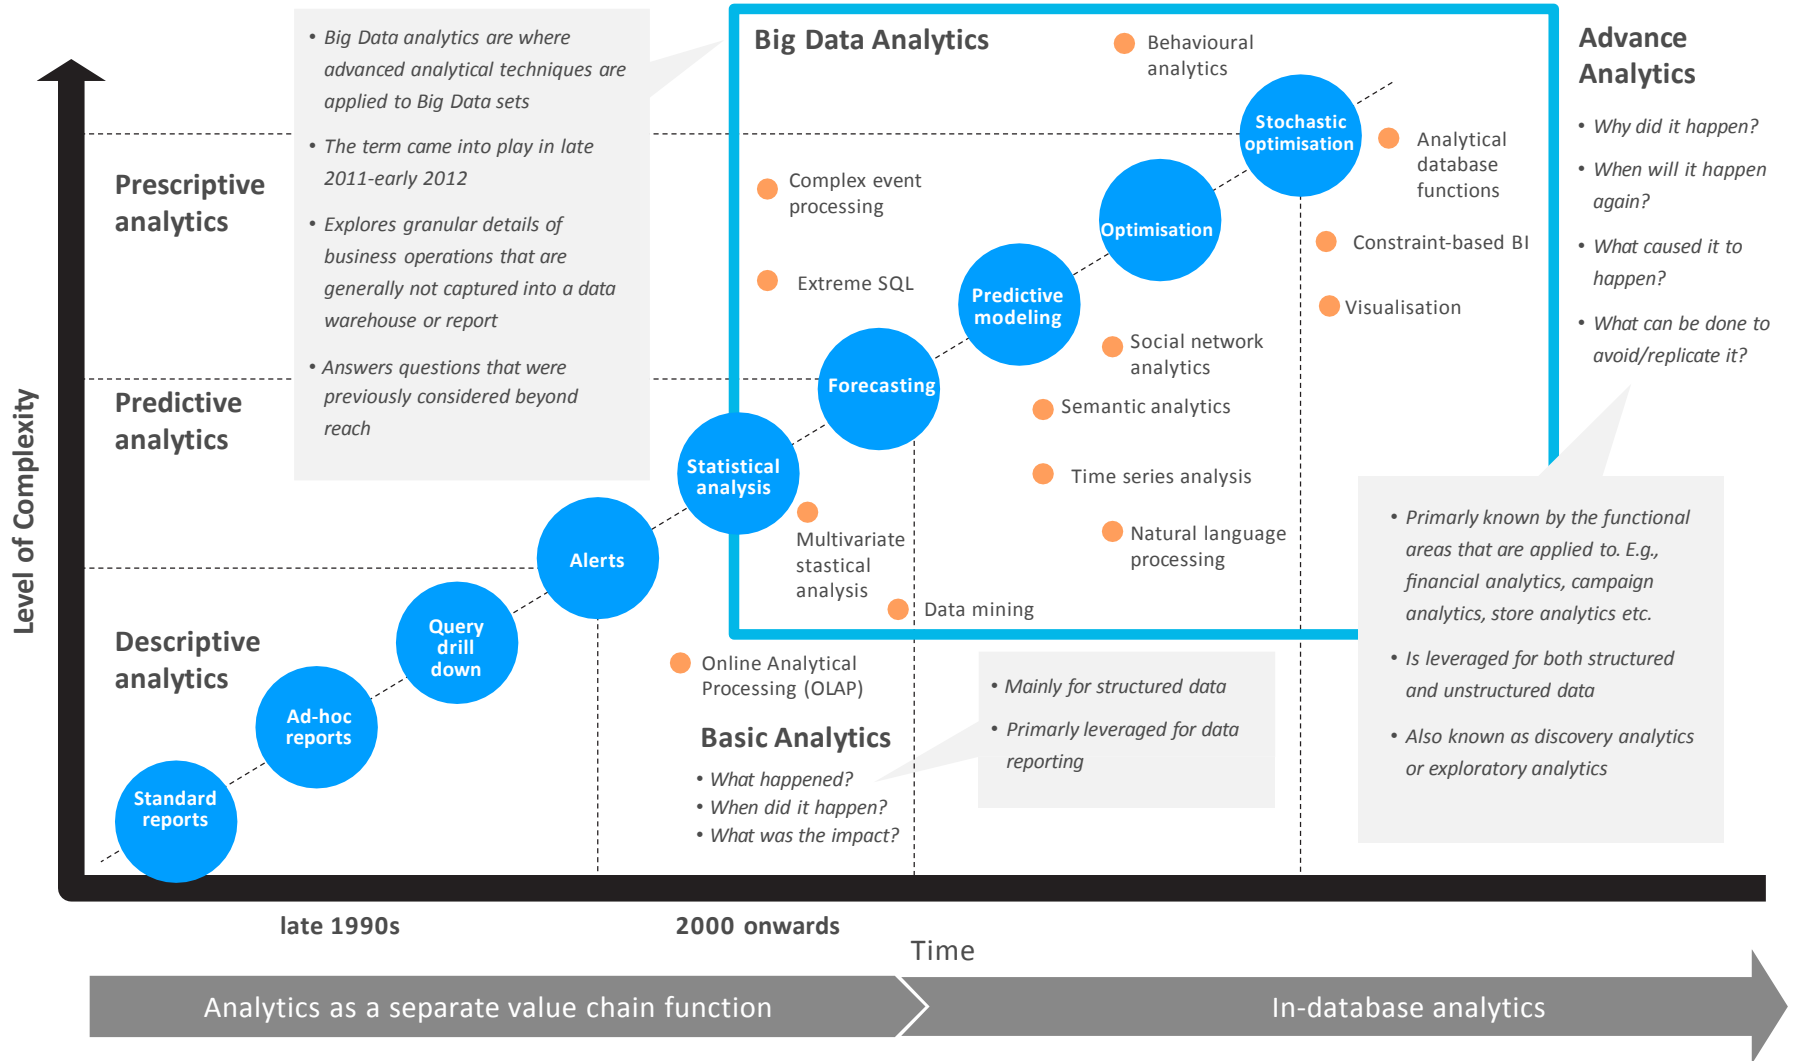 Big Data Analytics
Advance
Analytics
• Why did it happen?
• When will it happen
again?
• What caused it to
happen?
• What can be done to
avoid/replicate it?
• Big Data analytics are where
advanced analytical techniques are
applied to Big Data sets
• The term came into play in late
2011-early 2012
• Explores granular details of
business operations that are
generally not captured into a data
warehouse or report
• Answers questions that were
previously considered beyond
reach
Level of Complexity
Prescriptive
analytics
Predictive
analytics
Descriptive
analytics
Behavioural
analytics
Stochastic
optimisation
Analytical
database
functions
Complex event
processing
Optimisation
Constraint-based BI
Extreme SQL
Predictive
modeling
Visualisation
Social network
analytics
Forecasting
Semantic analytics
Statistical
analysis
Time series analysis
Multivariate
stastical
analysis
Natural language
processing
Alerts
Data mining
Query
drill
down
Online Analytical
Processing (OLAP)
Ad-hoc
reports
Standard
reports
Basic Analytics
• What happened?
• When did it happen?
• What was the impact?
• Mainly for structured data
• Primarly leveraged for data
reporting
• Primarly known by the functional
areas that are applied to. E.g.,
financial analytics, campaign
analytics, store analytics etc.
• Is leveraged for both structured
and unstructured data
• Also known as discovery analytics
or exploratory analytics
late 1990s
2000 onwards
Time
Analytics as a separate value chain function
In-database analytics